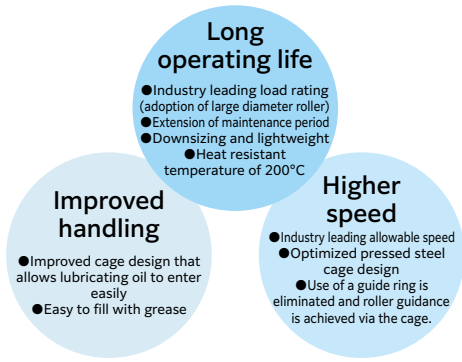 Long
operating life
●Industry leading load rating
(adoption of large diameter roller)
●Extension of maintenance period
●Downsizing and lightweight
●Heat resistant
temperature of 200°C
Improved
handling
●Improved cage design that
allows lubricating oil to enter
easily
●Easy to fill with grease
Higher
speed
●Industry leading allowable speed
●Optimized pressed steel
cage design
●Use of a guide ring is
eliminated and roller guidance
is achieved via the cage.